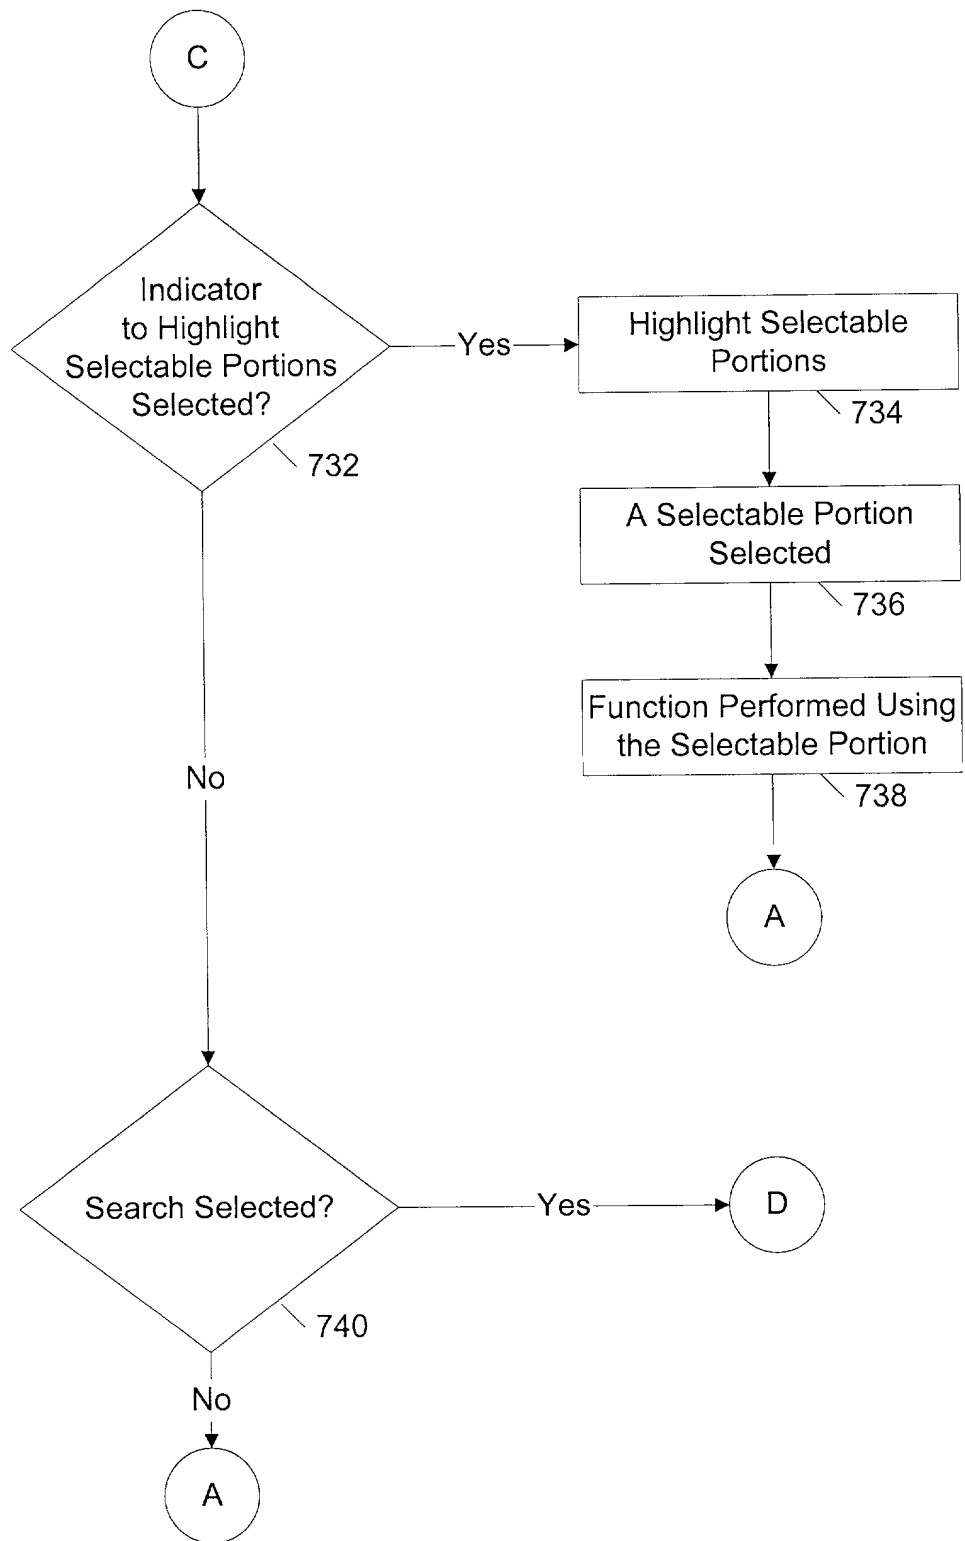 C
Indicator
to Highlight
Selectable Portions
Selected?
732
Yes
Highlight Selectable
Portions
734
A Selectable Portion
Selected
736
Function Performed Using
the Selectable Portion
738
A
No
Search Selected?
740
Yes
D
No
A